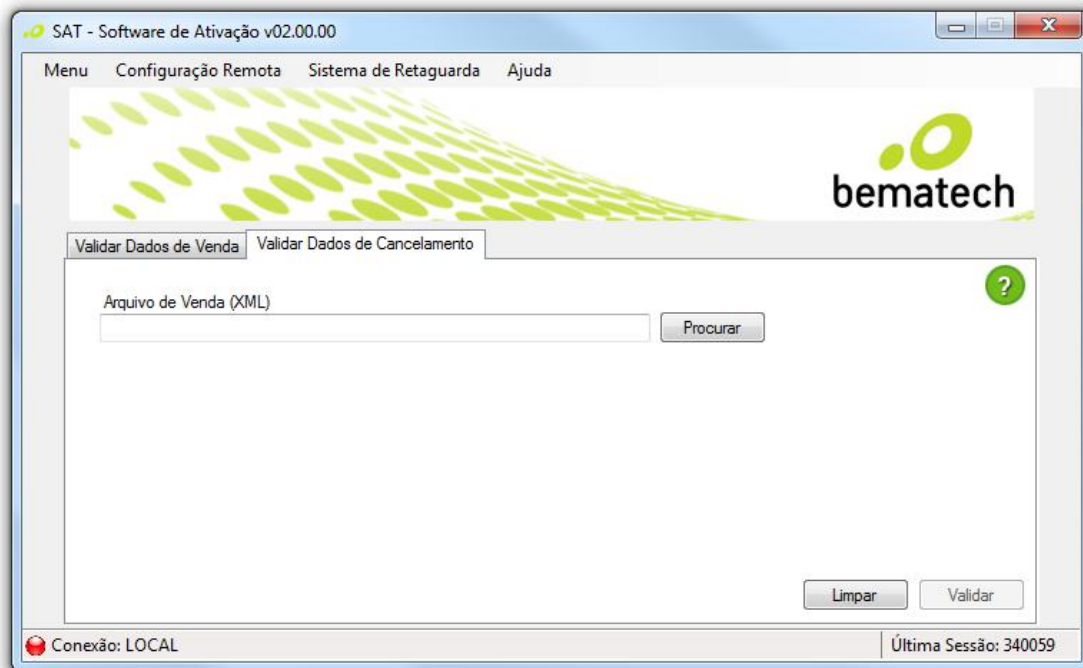 SAT - Software de Ativação v02.00.00
Menu Configuração Remota Sistema de Retaguarda Ajuda
bematech
Validar Dados de Venda Validar Dados de Cancelamento
?
Arquivo de Venda (XML)
Procurar
Limpar Validar
Conexão: LOCAL Última Sessão: 340059